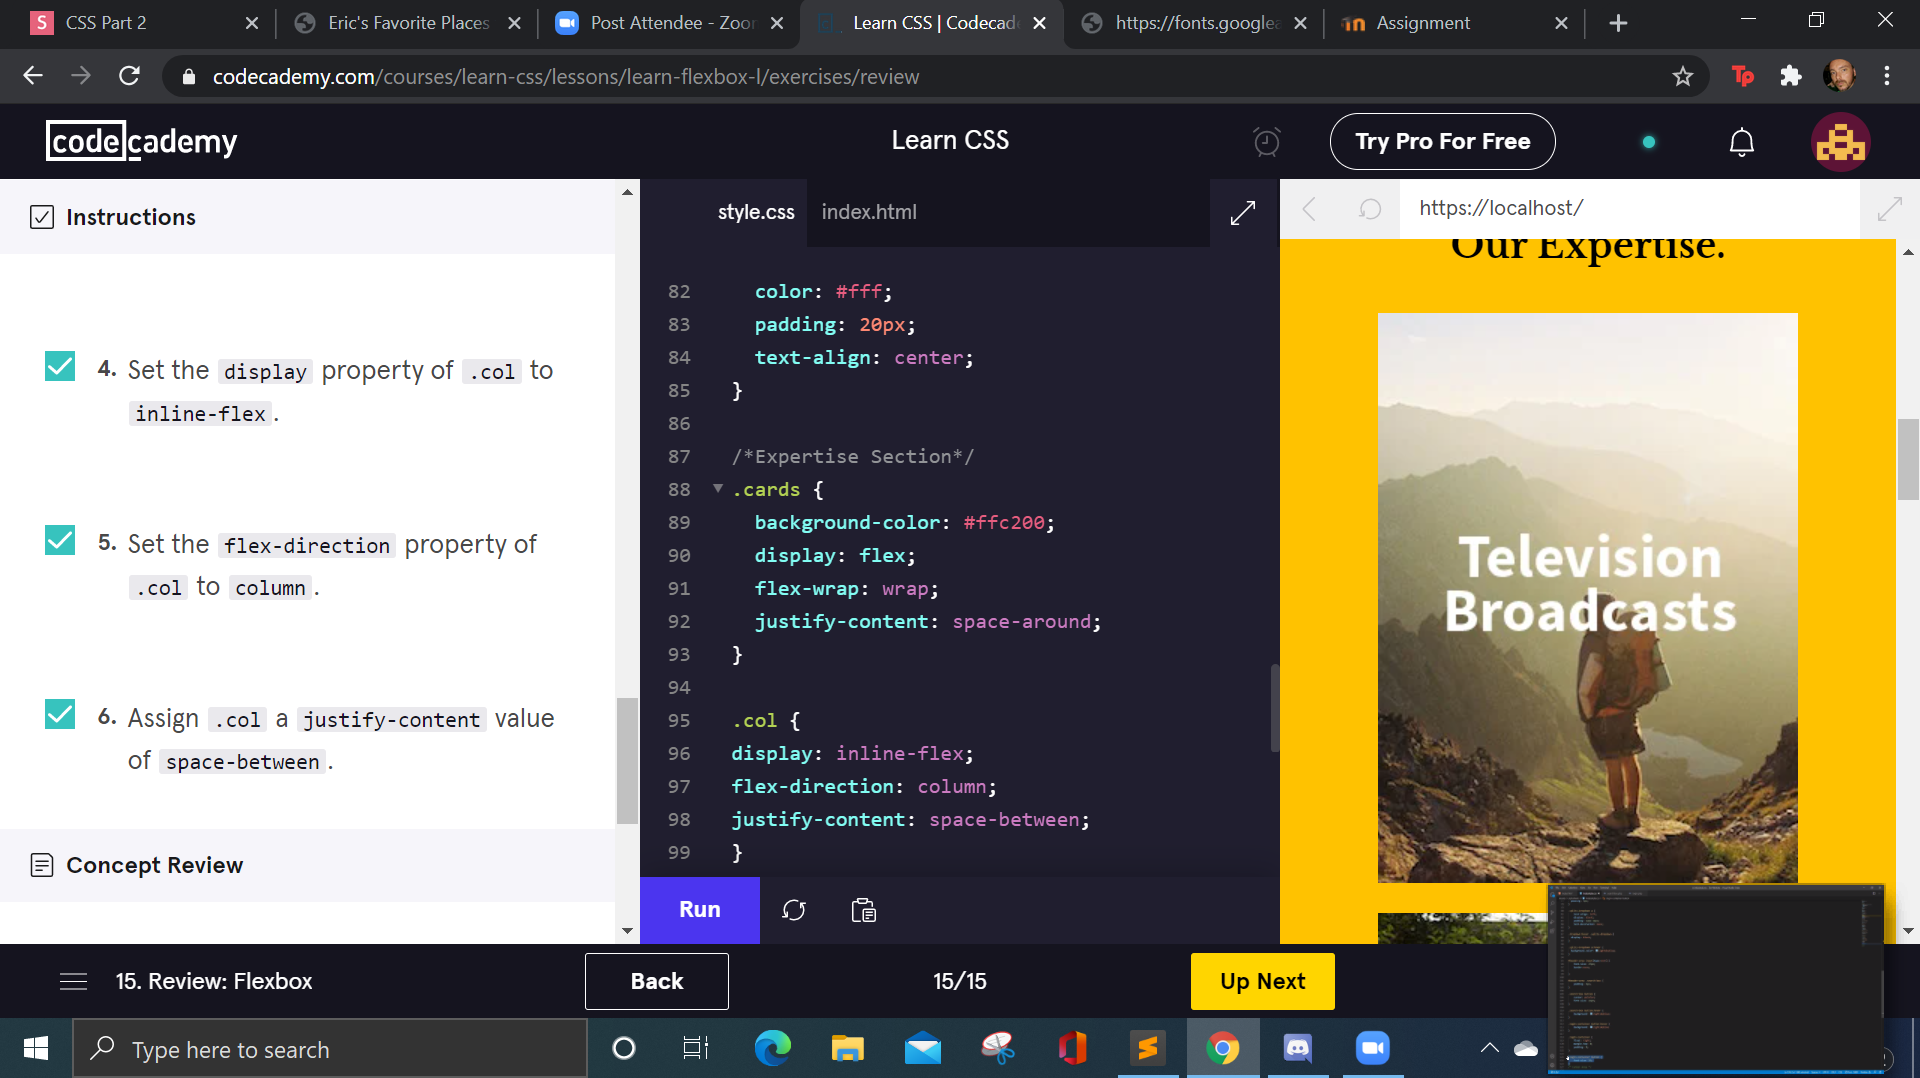 CSS Part 2
Eric's Favorite Places
Post Attendee - Zoor
Learn CSS | Codecad
https://fonts.googlea
Assignment
codecademy.com/courses/learn-css/lessons/learn-flexbox-l/exercises/review
Tp
codecademy
Learn CSS
Try Pro For Free
Instructions
4. Set the display property of .col to
inline-flex.
5. Set the flex-direction property of
.col to column.
6. Assign .col a justify-content value
of space-between.
Concept Review
style.css
index.html
82 color: #fff;
83 padding: 20px;
84 text-align: center;
85 }
86
87 /*Expertise Section*/
88 .cards {
89 background-color: #ffc200;
90 display: flex;
91 flex-wrap: wrap;
92 justify-content: space-around;
93 }
94
95 .col {
96 display: inline-flex;
97 flex-direction: column;
98 justify-content: space-between;
99 }
Run
https://localhost/
Our Expertise.
Television
Broadcasts
15. Review: Flexbox
Back
15/15
Up Next
Type here to search